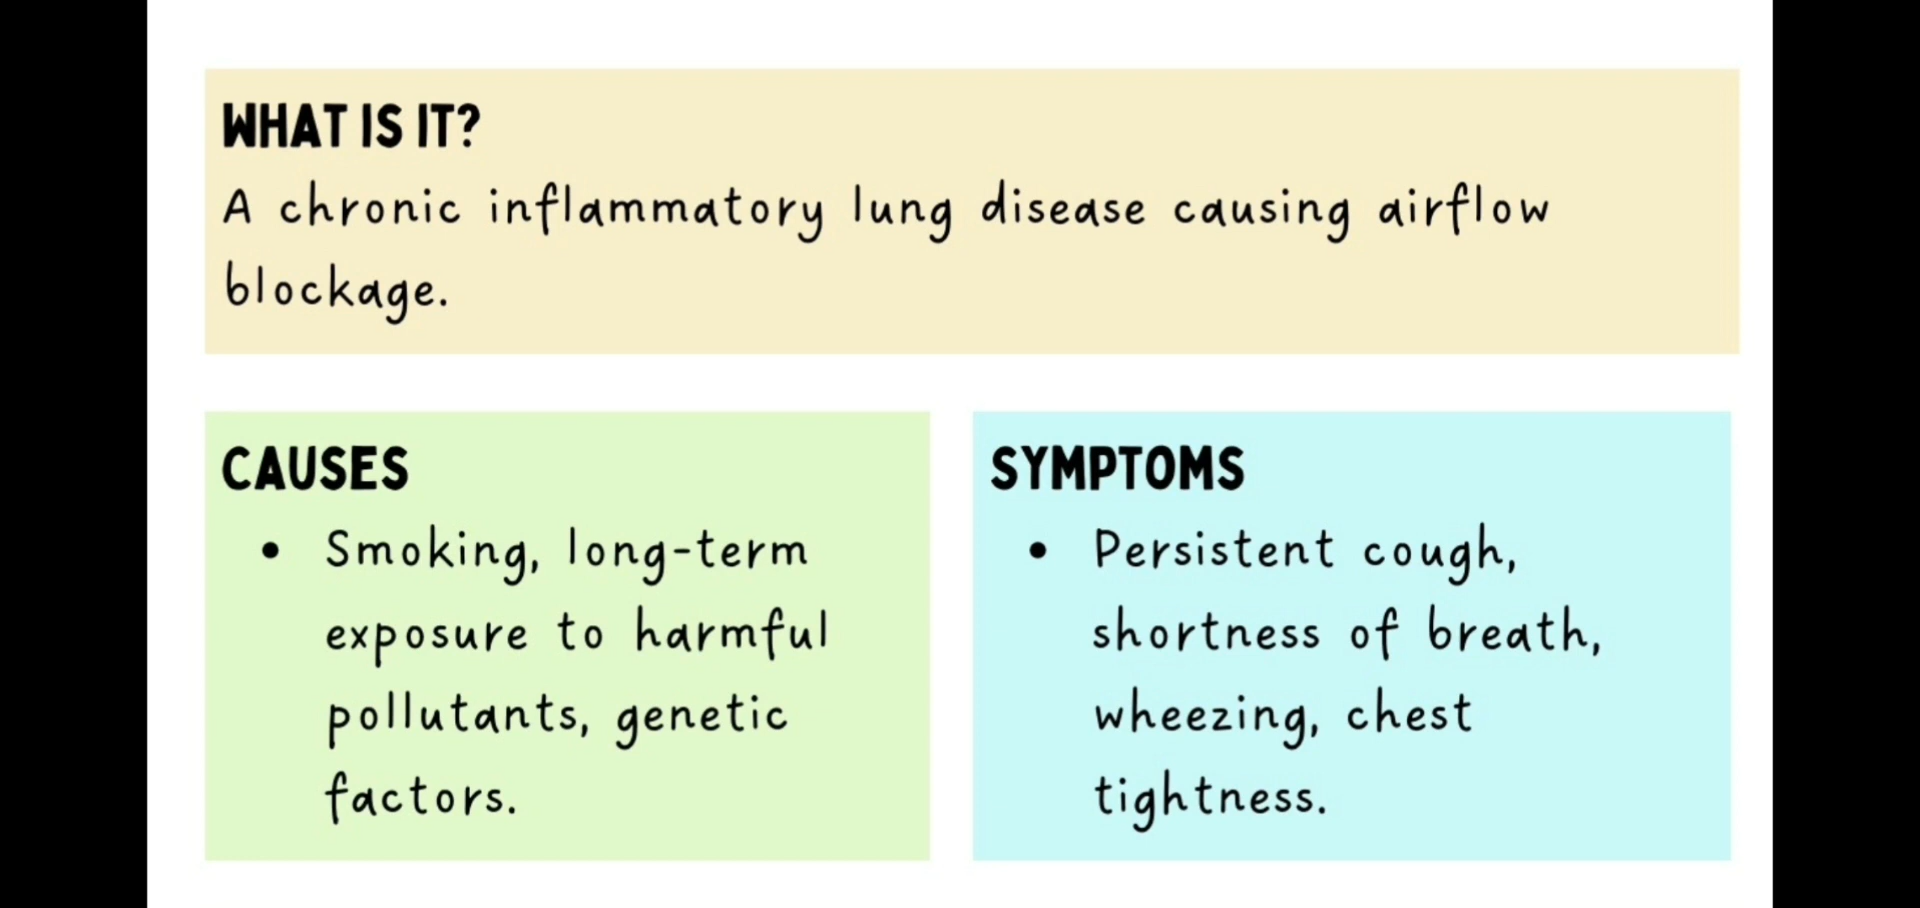 WHAT IS IT?
A chronic inflammatory lung disease causing airflow
blockage.
CAUSES
• Smoking, long-term
exposure to harmful
pollutants, genetic
factors.
SYMPTOMS
• Persistent cough,
shortness of breath,
wheezing, chest
tightness.